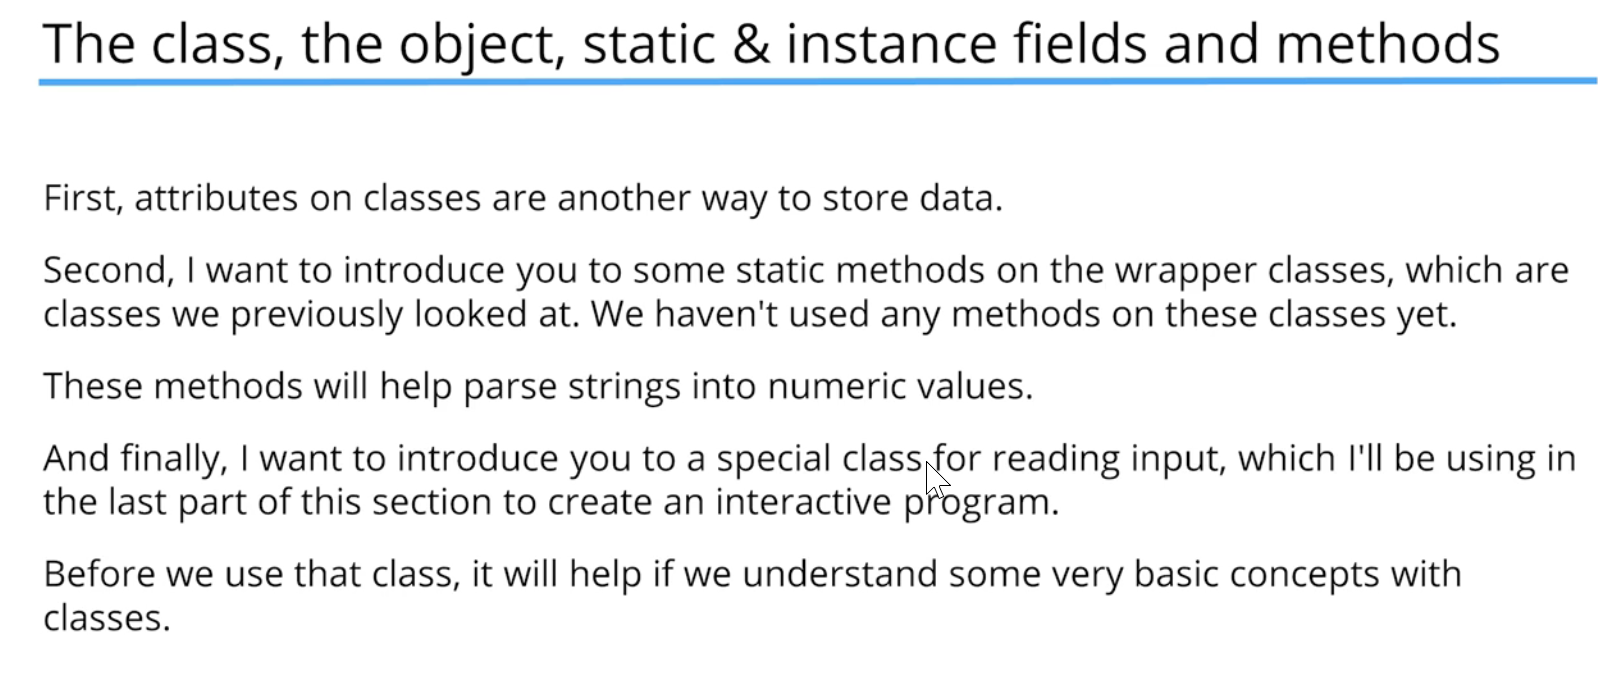 The class, the object, static & instance fields and methods
First, attributes on classes are another way to store data.
Second, I want to introduce you to some static methods on the wrapper classes, which are
classes we previously looked at. We haven't used any methods on these classes yet.
These methods will help parse strings into numeric values.
And finally, I want to introduce you to a special class for reading input, which I'll be using in
the last part of this section to create an interactive program.
Before we use that class, it will help if we understand some very basic concepts with
classes.